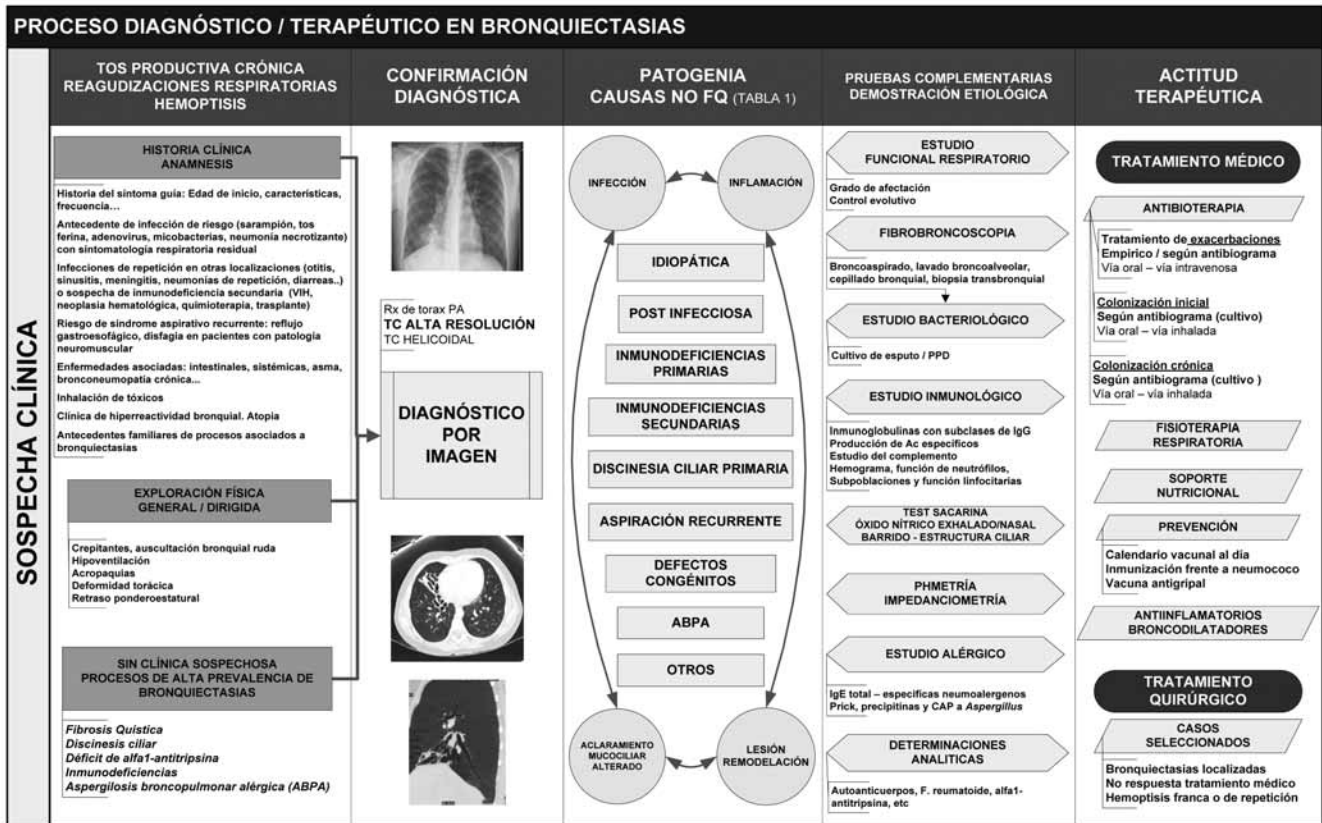 PROCESO DIAGNÓSTICO / TERAPÉUTICO EN BRONQUIECTASIAS
SOSPECHA CLÍNICA
TOS PRODUCTIVA CRÓNICA
REAGUDIZACIONES RESPIRATORIAS
HEMOPTISIS
HISTORIA CLÍNICA
ANAMNESIS
Historia del síntoma guía: Edad de inicio, características,
frecuencia...
Antecedente de infección de riesgo (sarampión, tos
ferina, adenovirus, micobacterias, neumonía necrotizante)
con sintomatología respiratoria residual
Infecciones de repetición en otras localizaciones (otitis,
sinusitis, meningitis, neumonías de repetición, diarreas..)
o sospecha de inmunodeficiencia secundaria (VIH,
neoplasia hematológica, quimioterapia, trasplante)
Riesgo de síndrome aspirativo recurrente: reflujo
gastroesofágico, disfagia en pacientes con patología
neuromuscular
Enfermedades asociadas: intestinales, sistémicas, asma,
bronconeumopatía crónica...
Inhalación de tóxicos
Clínica de hiperreactividad bronquial. Atopia
Antecedentes familiares de procesos asociados a
bronquiectasias
EXPLORACIÓN FÍSICA
GENERAL / DIRIGIDA
Crepitantes, auscultación bronquial ruda
Hipoventilación
Acropaquias
Deformidad torácica
Retraso ponderoestatural
SIN CLÍNICA SOSPECHOSA
PROCESOS DE ALTA PREVALENCIA DE
BRONQUIECTASIAS
Fibrosis Quística
Discinesis ciliar
Déficit de alfa1-antitripsina
Inmunodeficiencias
Aspergilosis broncopulmonar alérgica (ABPA)
CONFIRMACIÓN
DIAGNÓSTICA
Rx de torax PA
TC ALTA RESOLUCIÓN
TC HELICOIDAL
DIAGNÓSTICO
POR
IMAGEN
PATOGENIA
CAUSAS NO FQ (TABLA 1)
INFECCIÓN
INFLAMACIÓN
IDIOPÁTICA
POST INFECCIOSA
INMUNODEFICIENCIAS
PRIMARIAS
INMUNODEFICIENCIAS
SECUNDARIAS
DISCINESIA CILIAR PRIMARIA
ASPIRACIÓN RECURRENTE
DEFECTOS
CONGÉNITOS
ABPA
OTROS
ACLARAMIENTO
MUCOCILIAR
ALTERADO
LESIÓN
REMODELACIÓN
PRUEBAS COMPLEMENTARIAS
DEMOSTRACIÓN ETIOLÓGICA
ESTUDIO
FUNCIONAL RESPIRATORIO
Grado de afectación
Control evolutivo
FIBROBRONCOSCOPIA
Broncoaspirado, lavado broncoalveolar,
cepillado bronquial, biopsia transbronquial
ESTUDIO BACTERIOLÓGICO
Cultivo de esputo / PPD
ESTUDIO INMUNOLÓGICO
Inmunoglobulinas con subclases de IgG
Producción de Ac específicos
Estudio del complemento
Hemograma, función de neutrófilos,
Subpoblaciones y función linfocitarias
TEST SACARINA
ÓXIDO NÍTRICO EXHALADO/NASAL
BARRIDO - ESTRUCTURA CILIAR
PHMETRÍA
IMPEDANCIOMETRÍA
ESTUDIO ALÉRGICO
IgE total – específicas neumoalergenos
Prick, precipitinas y CAP a Aspergillus
DETERMINACIONES
ANALITICAS
Autoanticuerpos, F. reumatoide, alfa1-
antitripsina, etc
ACTITUD
TERAPÉUTICA
TRATAMIENTO MÉDICO
ANTIBIOTERAPIA
Tratamiento de exacerbaciones
Empírico / según antibiograma
Vía oral – vía intravenosa
Colonización inicial
Según antibiograma (cultivo)
Vía oral – vía inhalada
Colonización crónica
Según antibiograma (cultivo )
Vía oral – vía inhalada
FISIOTERAPIA
RESPIRATORIA
SOPORTE
NUTRICIONAL
PREVENCIÓN
Calendario vacunal al día
Inmunización frente a neumococo
Vacuna antigripal
ANTIINFLAMATORIOS
BRONCODILATADORES
TRATAMIENTO
QUIRÚRGICO
CASOS
SELECCIONADOS
Bronquiectasias localizadas
No respuesta tratamiento médico
Hemoptisis franca o de repetición